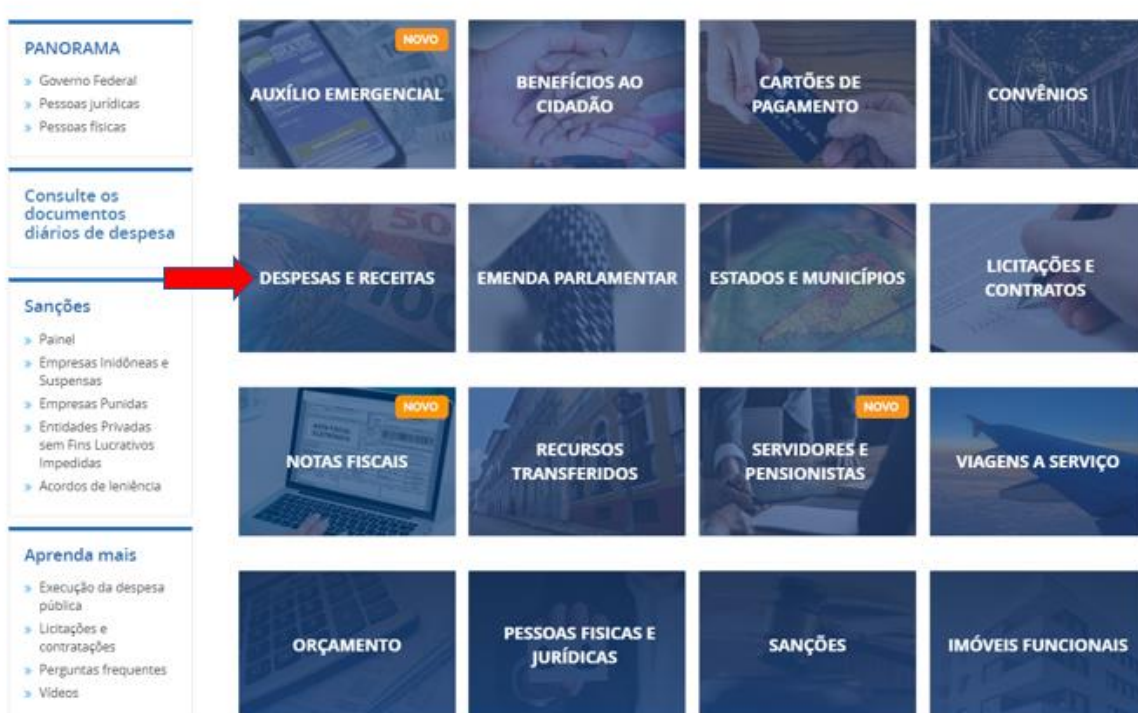 PANORAMA
» Governo Federal
» Pessoas jurídicas
» Pessoas físicas
Consulte os
documentos
diários de despesa
Sanções
» Painel
» Empresas Inidôneas e
Suspensas
» Empresas Punidas
» Entidades Privadas
sem Fins Lucrativos
Impedidas
» Acordos de leniência
Aprenda mais
» Execução da despesa
pública
» Licitações e
contratações
» Perguntas frequentes
» Vídeos
NOVO
AUXÍLIO EMERGENCIAL
BENEFÍCIOS AO
CIDADÃO
CARTÕES DE
PAGAMENTO
CONVÊNIOS
DESPESAS E RECEITAS
EMENDA PARLAMENTAR
ESTADOS E MUNICÍPIOS
LICITAÇÕES E
CONTRATOS
NOVO
NOTAS FISCAIS
RECURSOS
TRANSFERIDOS
NOVO
SERVIDORES E
PENSIONISTAS
VIAGENS A SERVIÇO
ORÇAMENTO
PESSOAS FISICAS E
JURÍDICAS
SANÇÕES
IMÓVEIS FUNCIONAIS